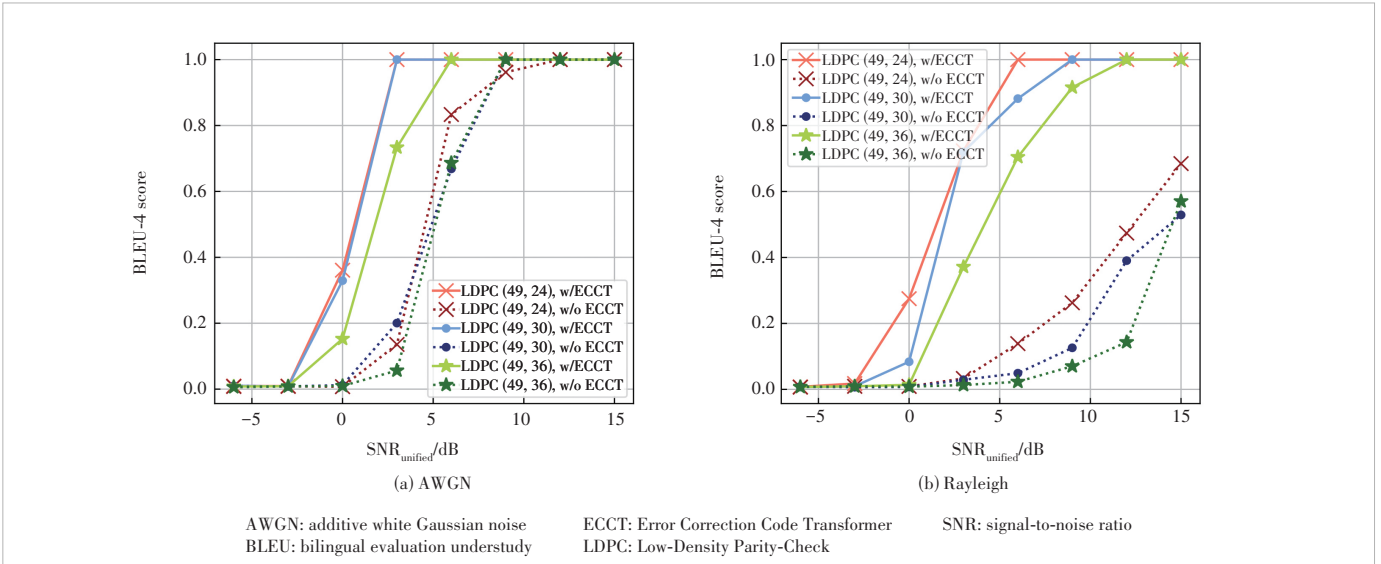 BLEU-4 score
1.0
0.8
0.6
0.4
0.2
0.0
LDPC (49, 24), w/ECCT
LDPC (49, 24), w/o ECCT
LDPC (49, 30), w/ECCT
LDPC (49, 30), w/o ECCT
LDPC (49, 36), w/ECCT
LDPC (49, 36), w/o ECCT
−5 0 5 10 15
SNRunified/dB
(a) AWGN
BLEU-4 score
1.0
0.8
0.6
0.4
0.2
0.0
LDPC (49, 24), w/ECCT
LDPC (49, 24), w/o ECCT
LDPC (49, 30), w/ECCT
LDPC (49, 30), w/o ECCT
LDPC (49, 36), w/ECCT
LDPC (49, 36), w/o ECCT
−5 0 5 10 15
SNRunified/dB
(b) Rayleigh
AWGN: additive white Gaussian noise ECCT: Error Correction Code Transformer SNR: signal-to-noise ratio
BLEU: bilingual evaluation understudy LDPC: Low-Density Parity-Check